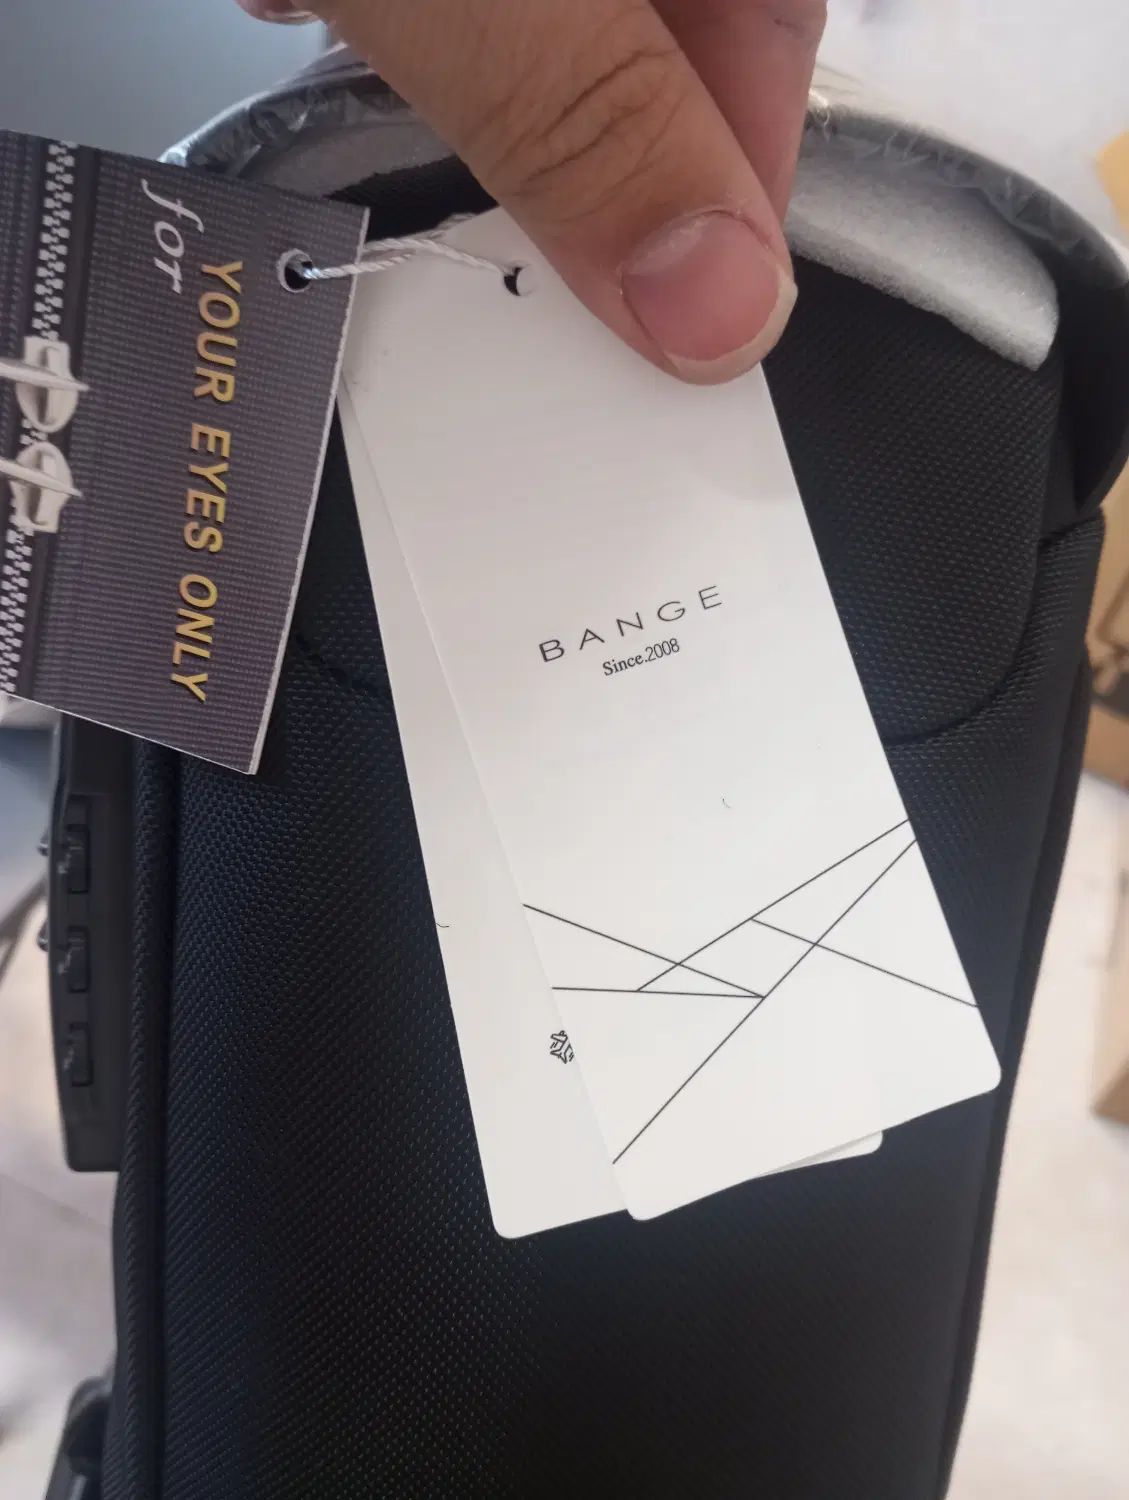 for
YOUR EYES ONLY
BANGE
Since.2008